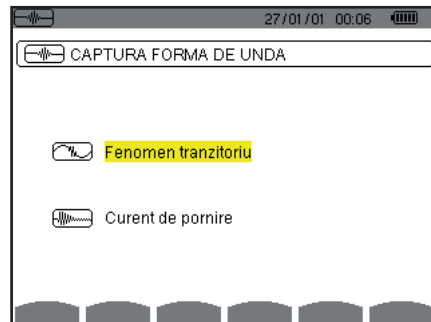 27/01/01 00:06
CAPTURA FORMA DE UNDA
Fenomen tranzitoriu
Curent de pornire